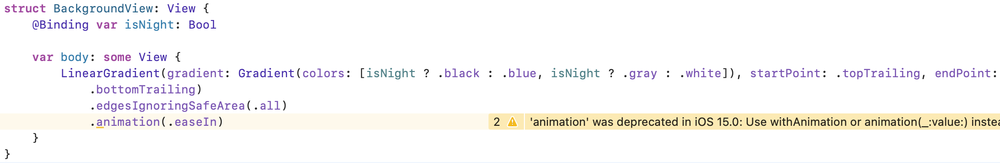 struct BackgroundView: View {
@Binding var isNight: Bool
var body: some View {
LinearGradient(gradient: Gradient(colors: [isNight ? .black : .blue, isNight ? .gray : .white]), startPoint: .topTrailing, endPoint:
.bottomTrailing)
.edgesIgnoringSafeArea(.all)
.animation(.easeIn) 2 'animation' was deprecated in iOS 15.0: Use withAnimation or animation(_:value:) instea
}
}